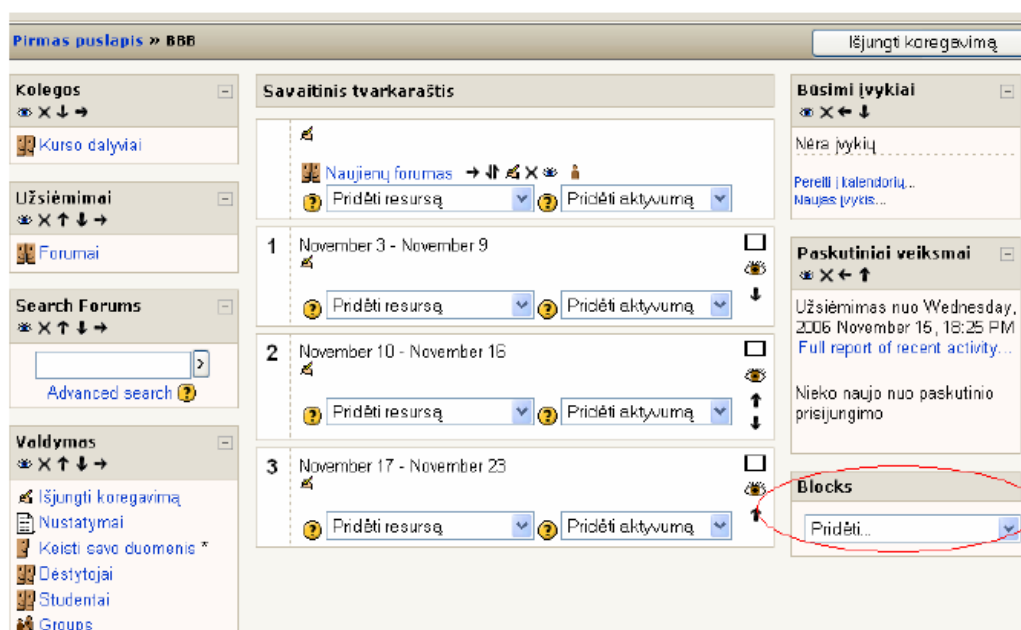 Pirmas puslapis » BBB
Išjungti koregavimą
Kolegos
Kurso dalyviai
Užsiėmimai
Forumai
Search Forums
Advanced search
Valdymas
Išjungti koregavimą
Nustatymai
Keisti savo duomenis *
Dėstytojai
Studentai
Groups
Savaitinis tvarkaraštis
Naujienų forumas
Pridėti resursą Pridėti aktyvumą
1 November 3 - November 9
Pridėti resursą Pridėti aktyvumą
2 November 10 - November 16
Pridėti resursą Pridėti aktyvumą
3 November 17 - November 23
Pridėti resursą Pridėti aktyvumą
Būsimi įvykiai
Nėra įvykių
Pereiti į kalendorių...
Naujas įvykis...
Paskutiniai veiksmai
Užsiėmimas nuo Wednesday,
2006 November 15, 18:25 PM
Full report of recent activity...
Nieko naujo nuo paskutinio
prisijungimo
Blocks
Pridėti...